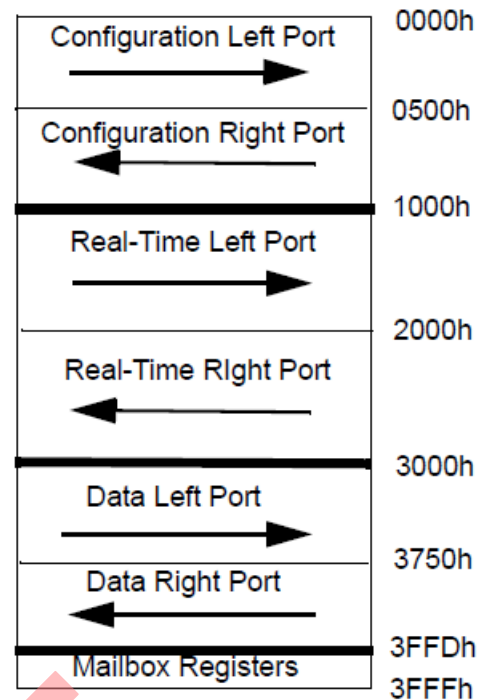 0000h
Configuration Left Port
0500h
Configuration Right Port
1000h
Real-Time Left Port
2000h
Real-Time RIght Port
3000h
Data Left Port
3750h
Data Right Port
3FFDh
Mailbox Registers
3FFFh